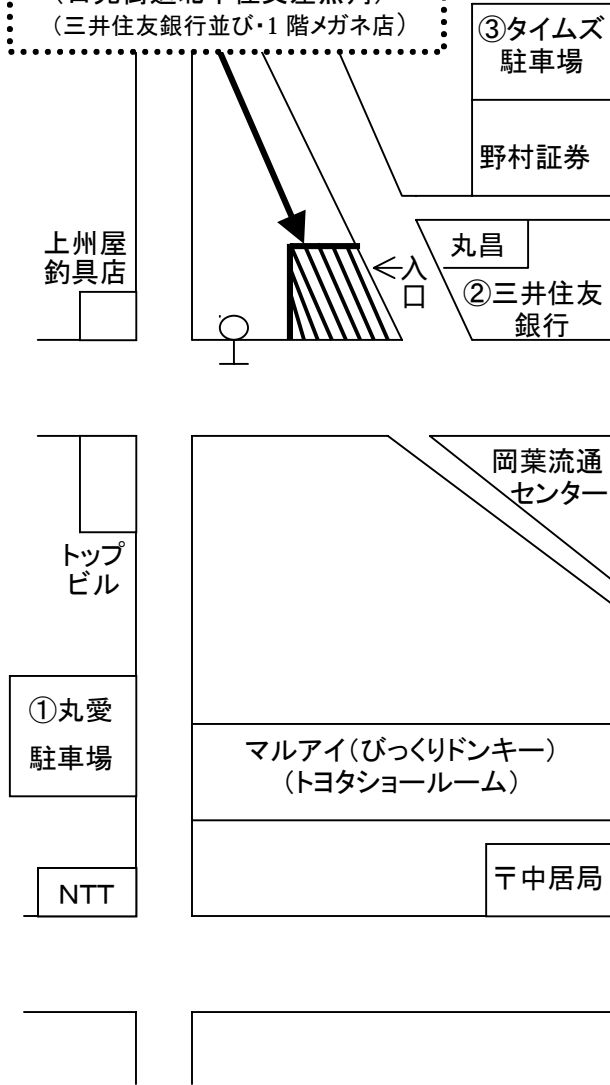 （三井住友銀行並び・1 階メガネ店）
③タイムズ
駐車場
野村証券
上州屋
釣具店
丸昌
←入
口
②三井住友
銀行
岡葉流通
センター
トップ
ビル
①丸愛
駐車場
マルアイ（びっくりドンキー）
（トヨタショールーム）
NTT
〒中居局